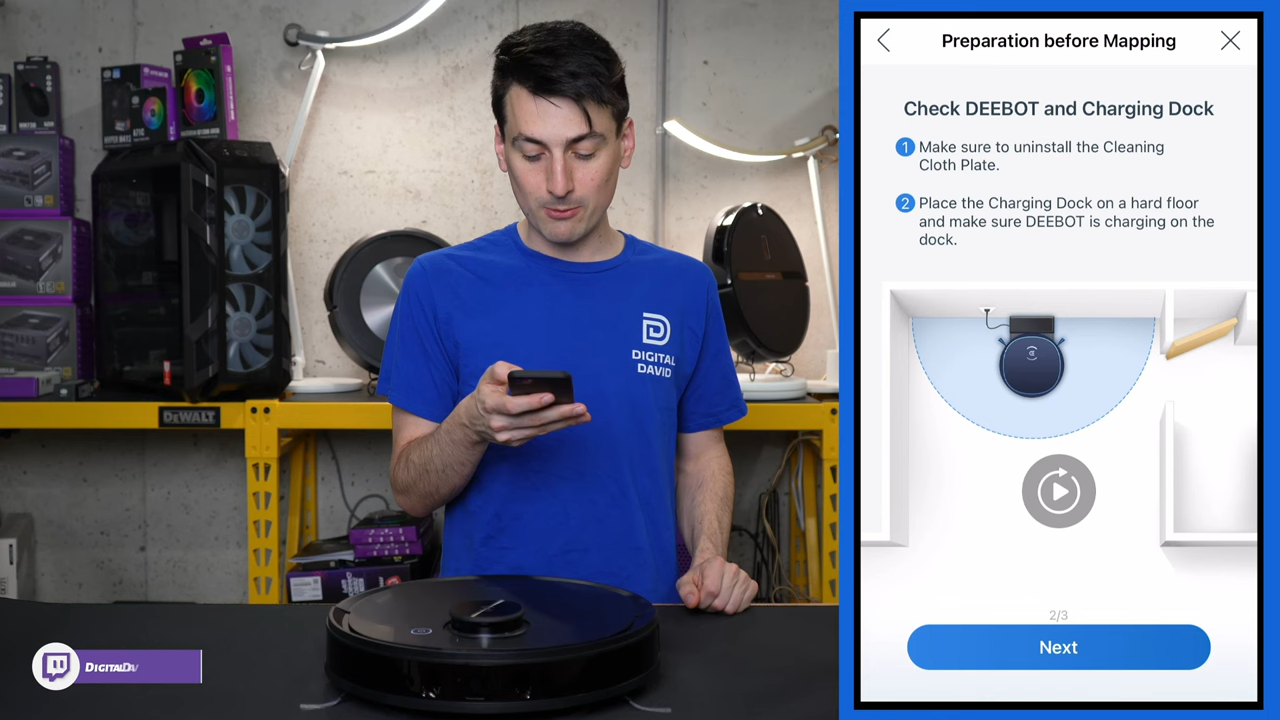 Preparation before Mapping
Check DEEBOT and Charging Dock
1 Make sure to uninstall the Cleaning
Cloth Plate.
2 Place the Charging Dock on a hard floor
and make sure DEEBOT is charging on the
dock.
2/3
Next
DIGITAL
DAVID
DEWALT
DIGITALDV